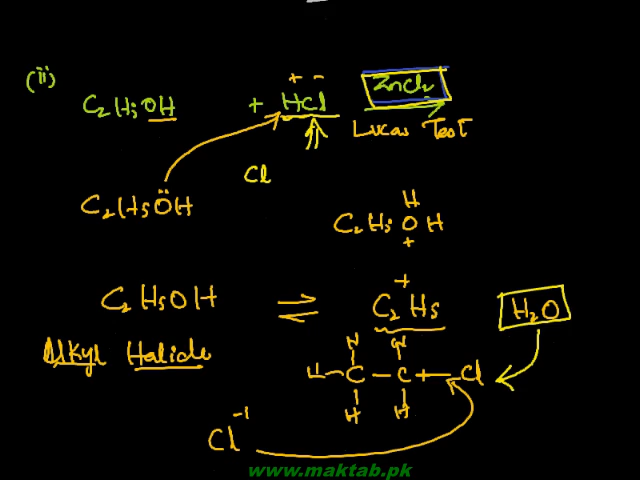 (ii)
C2H5OH + HCl ZnCl2
+ -
Lucas Test
Cl
C2H5ÖH
H
C2H5 O H
+
C2H5OH ⇌ C2H5 H2O
+
Alkyl Halide
H H
H-C-C+-Cl
H H
Cl-1
www.maktab.pk